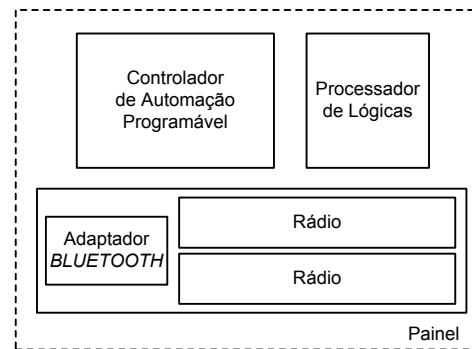 Controlador
de Automação
Programável
Processador
de Lógicas
Adaptador
BLUETOOTH
Rádio
Rádio
Painel